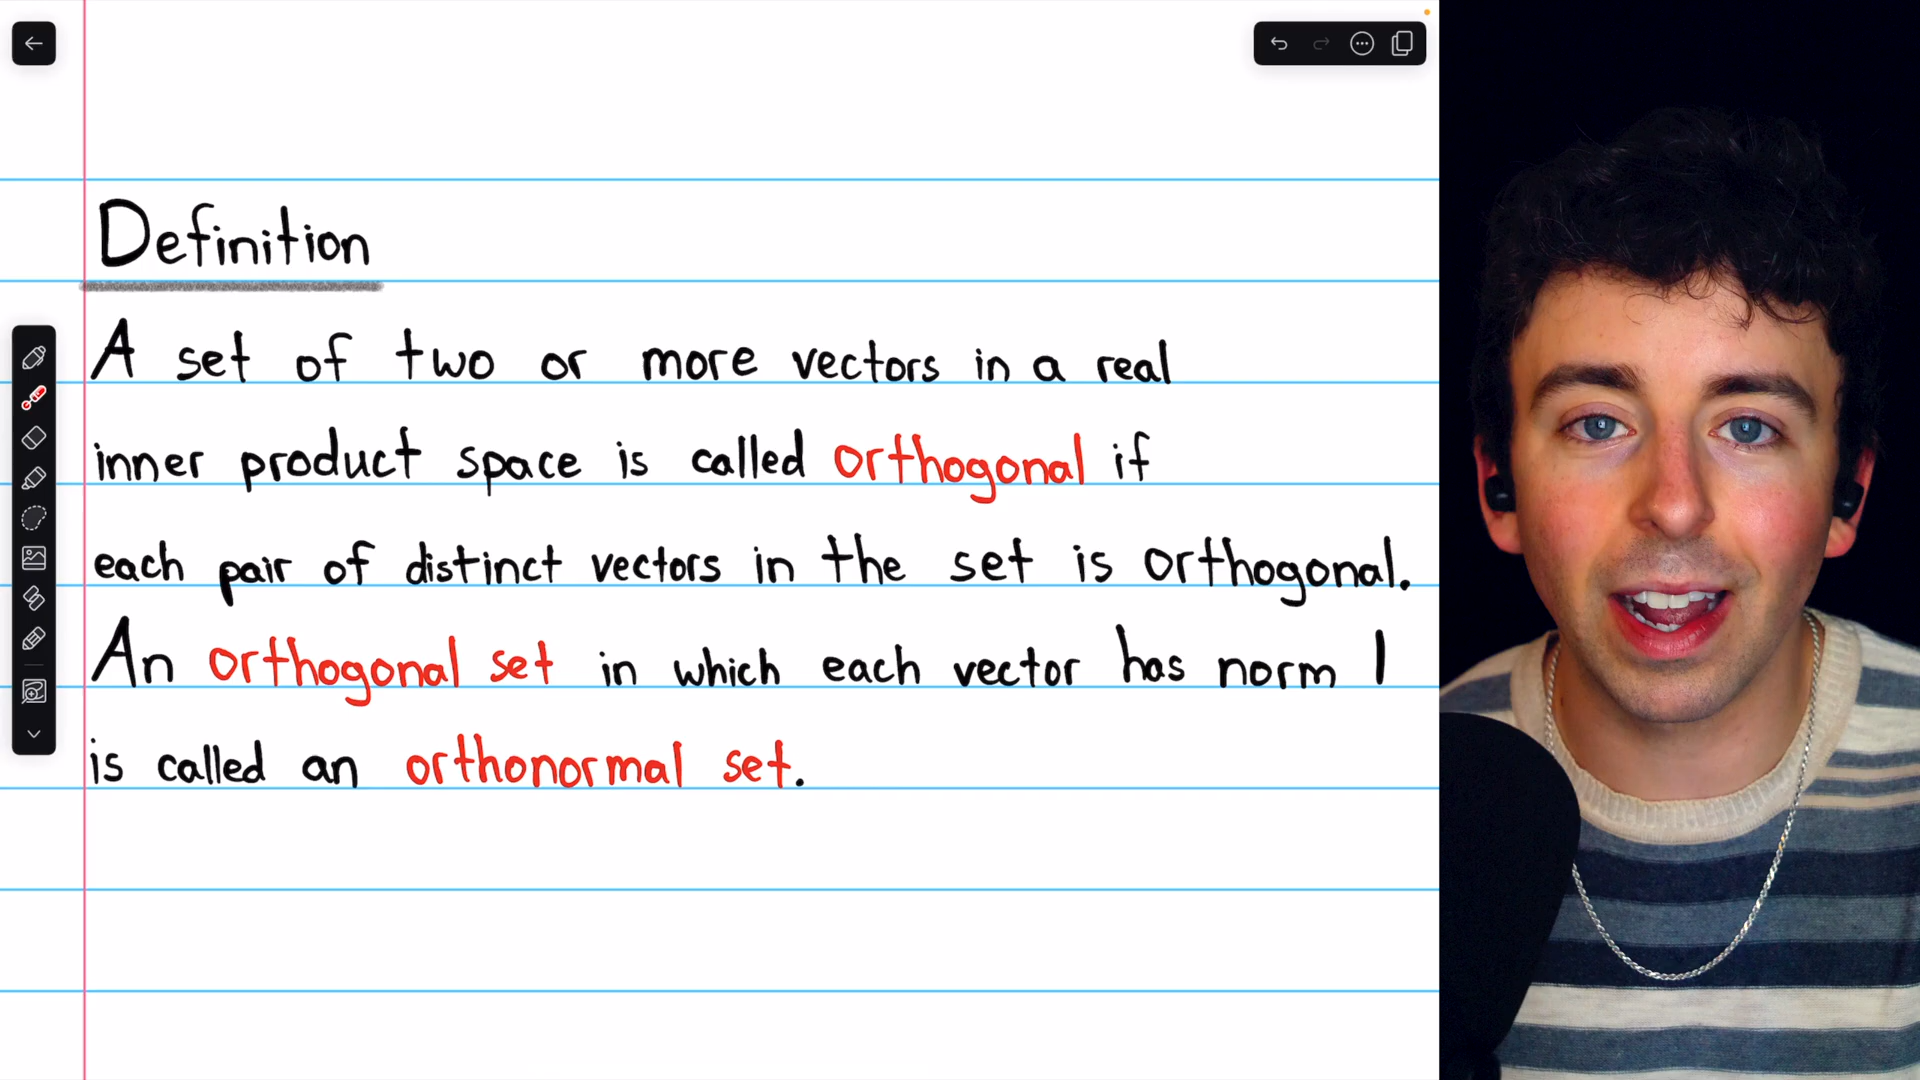 Definition
A set of two or more vectors in a real
inner product space is called orthogonal if
each pair of distinct vectors in the set is orthogonal.
An orthogonal set in which each vector has norm 1
is called an orthonormal set.